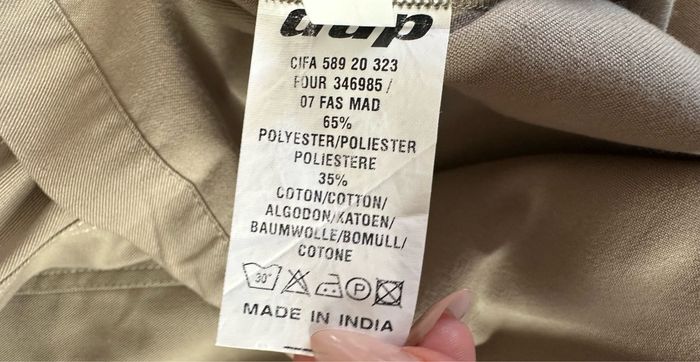 CIFA 589 20 323
FOUR 346985 /
07 FAS MAD
65%
POLYESTER/POLIESTER
POLIESTERE
35%
COTON/COTTON/
ALGODON/KATOEN/
BAUMWOLLE/BOMULL/
COTONE
30°
P
MADE IN INDIA